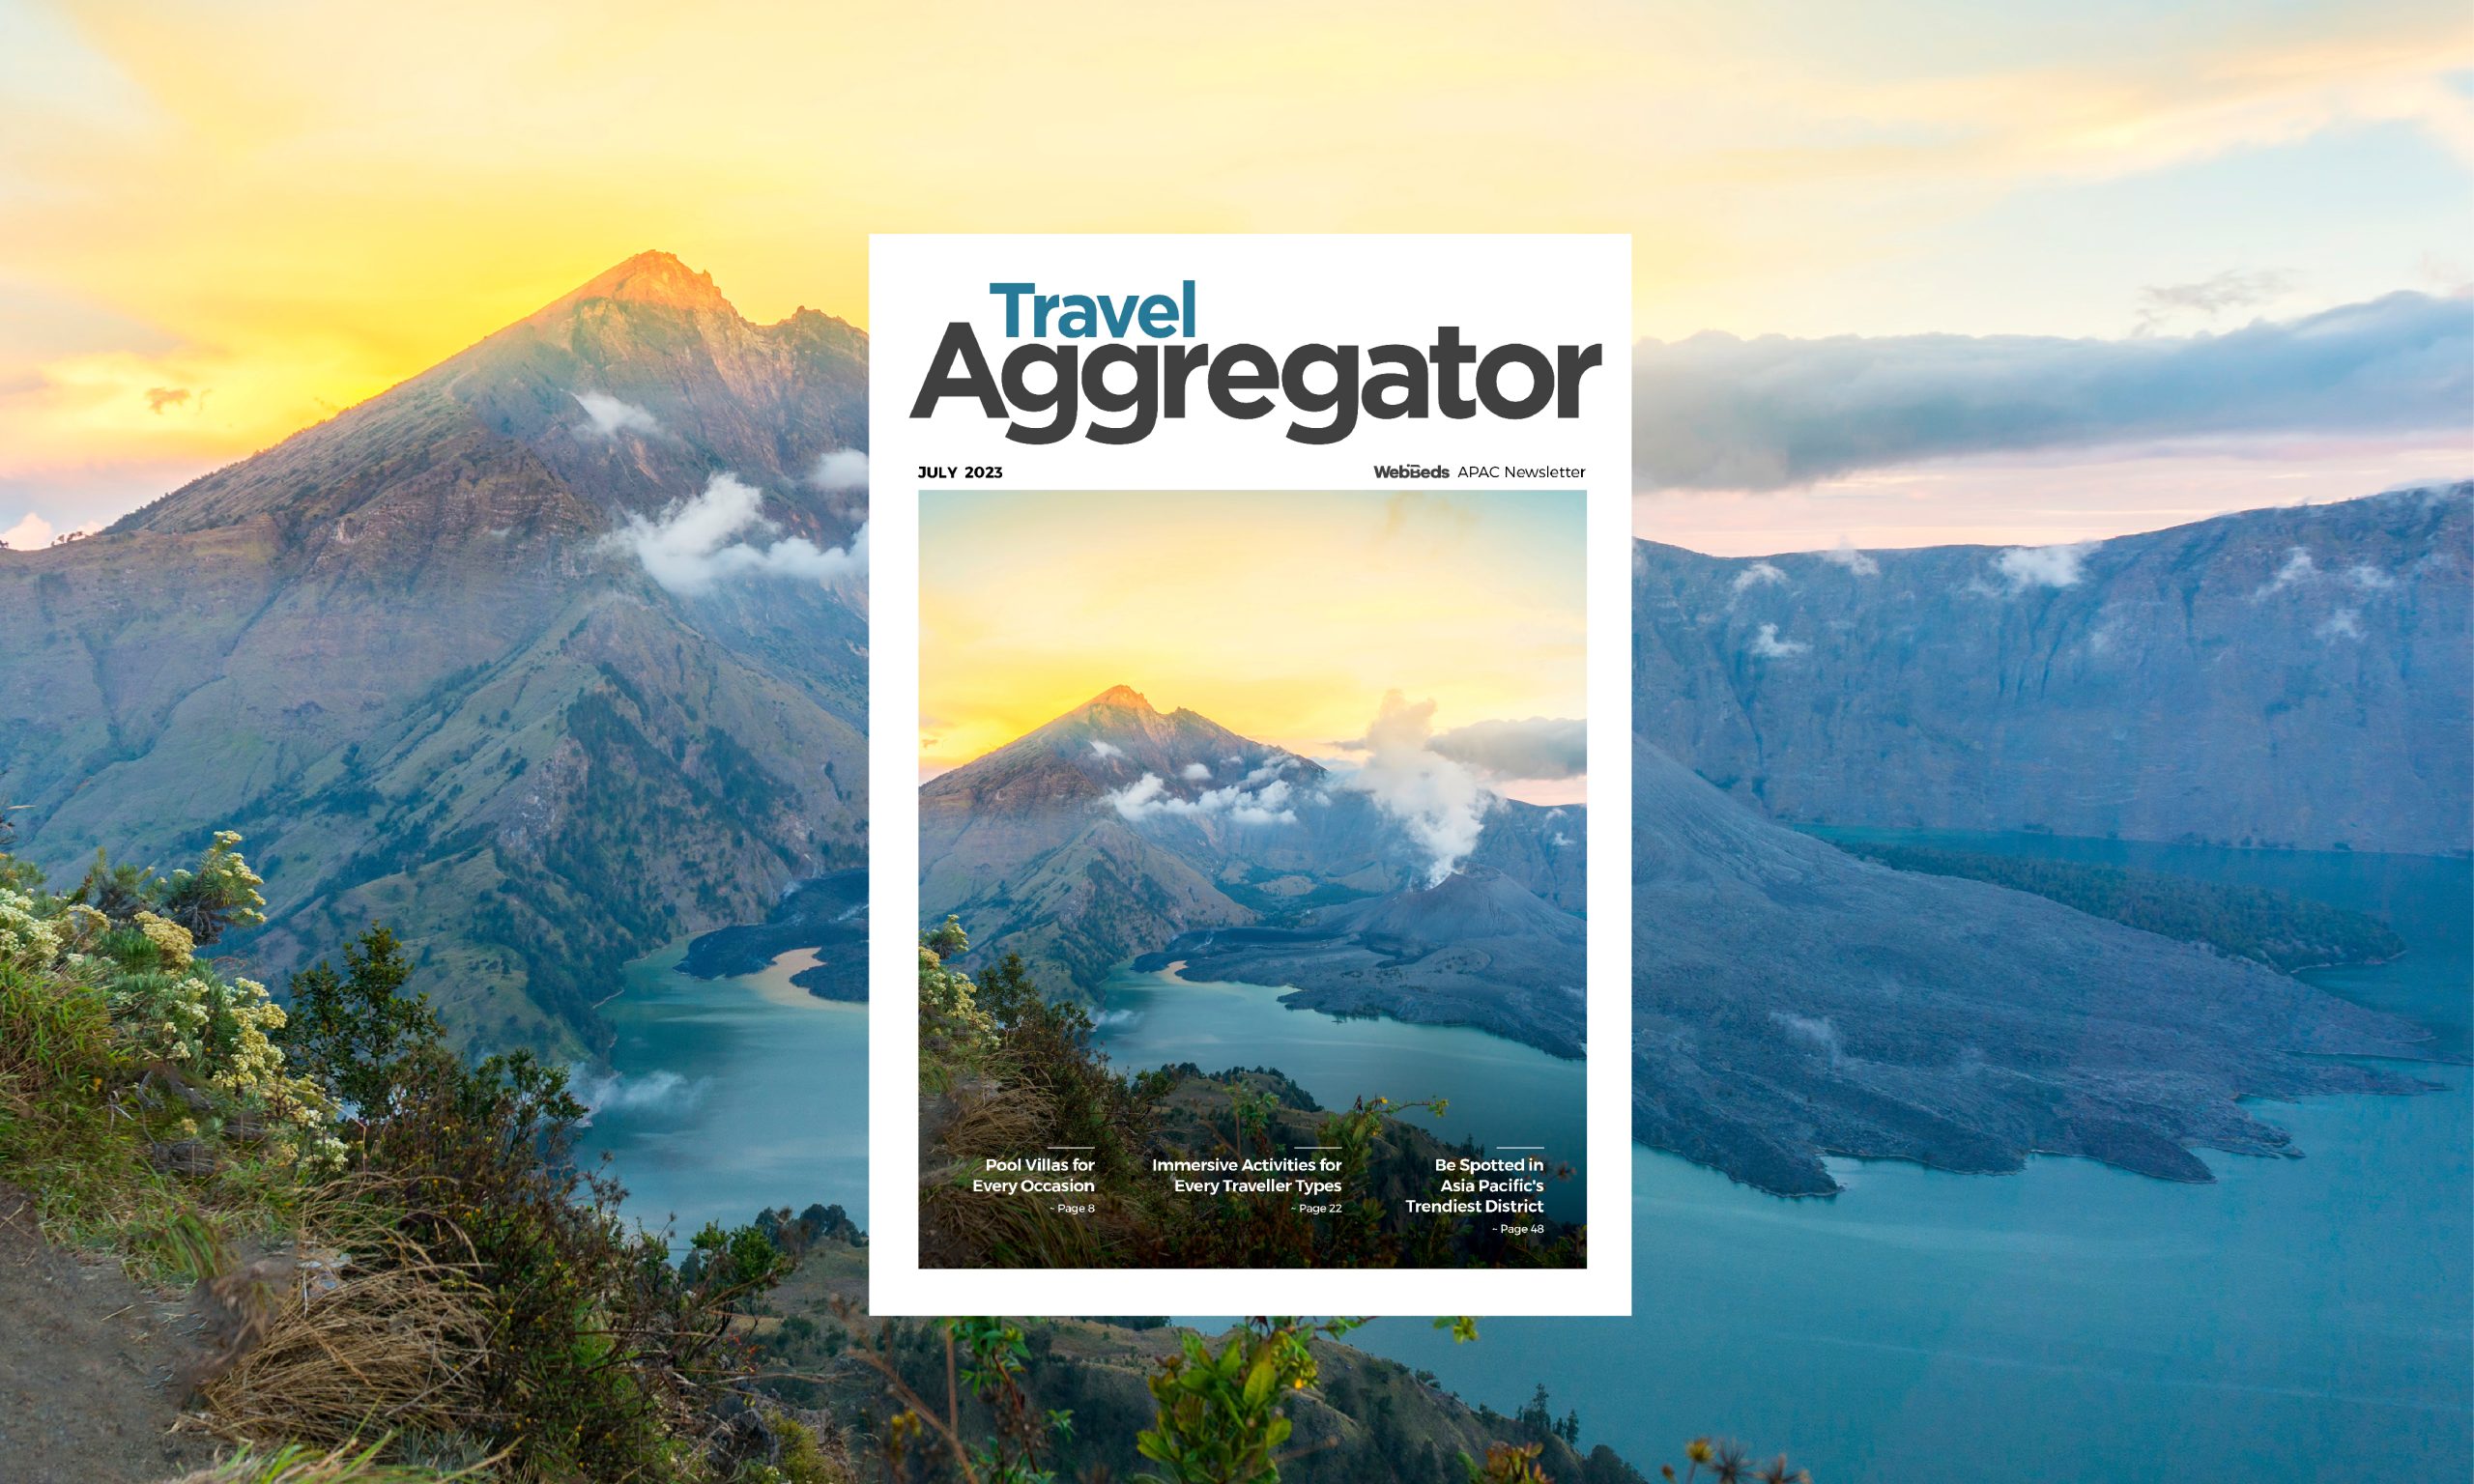 Travel
Aggregator
JULY 2023
WebBeds APAC Newsletter
Pool Villas for
Every Occasion
~ Page 8
Immersive Activities for
Every Traveller Types
~ Page 22
Be Spotted in
Asia Pacific's
Trendiest District
~ Page 48